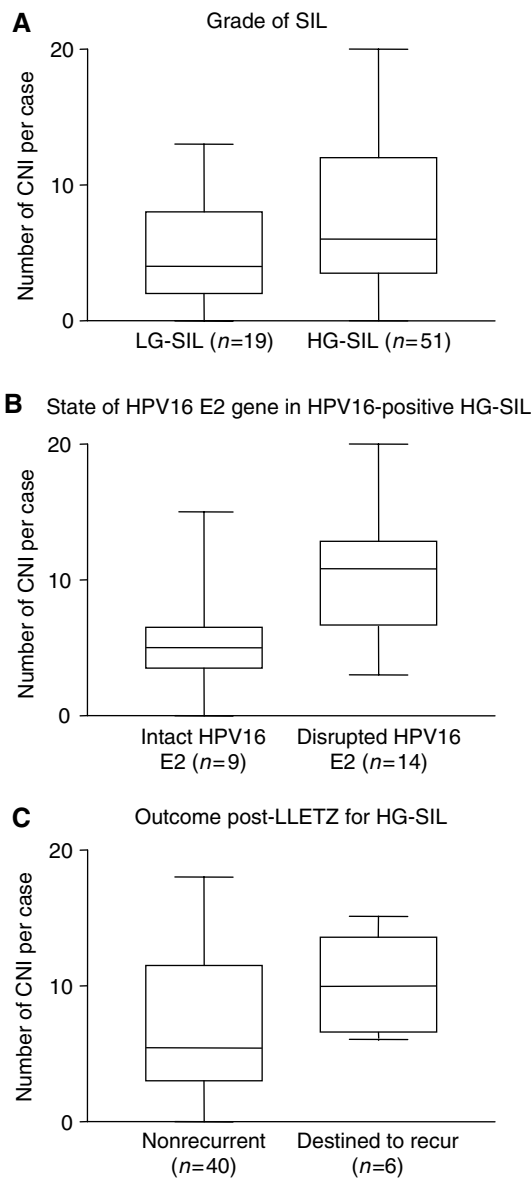 A
Grade of SIL
Number of CNI per case
20
10
0
LG-SIL (n=19) HG-SIL (n=51)
B State of HPV16 E2 gene in HPV16-positive HG-SIL
Number of CNI per case
20
10
0
Intact HPV16 Disrupted HPV16
E2 (n=9) E2 (n=14)
C Outcome post-LLETZ for HG-SIL
Number of CNI per case
20
10
0
Nonrecurrent Destined to recur
(n=40) (n=6)